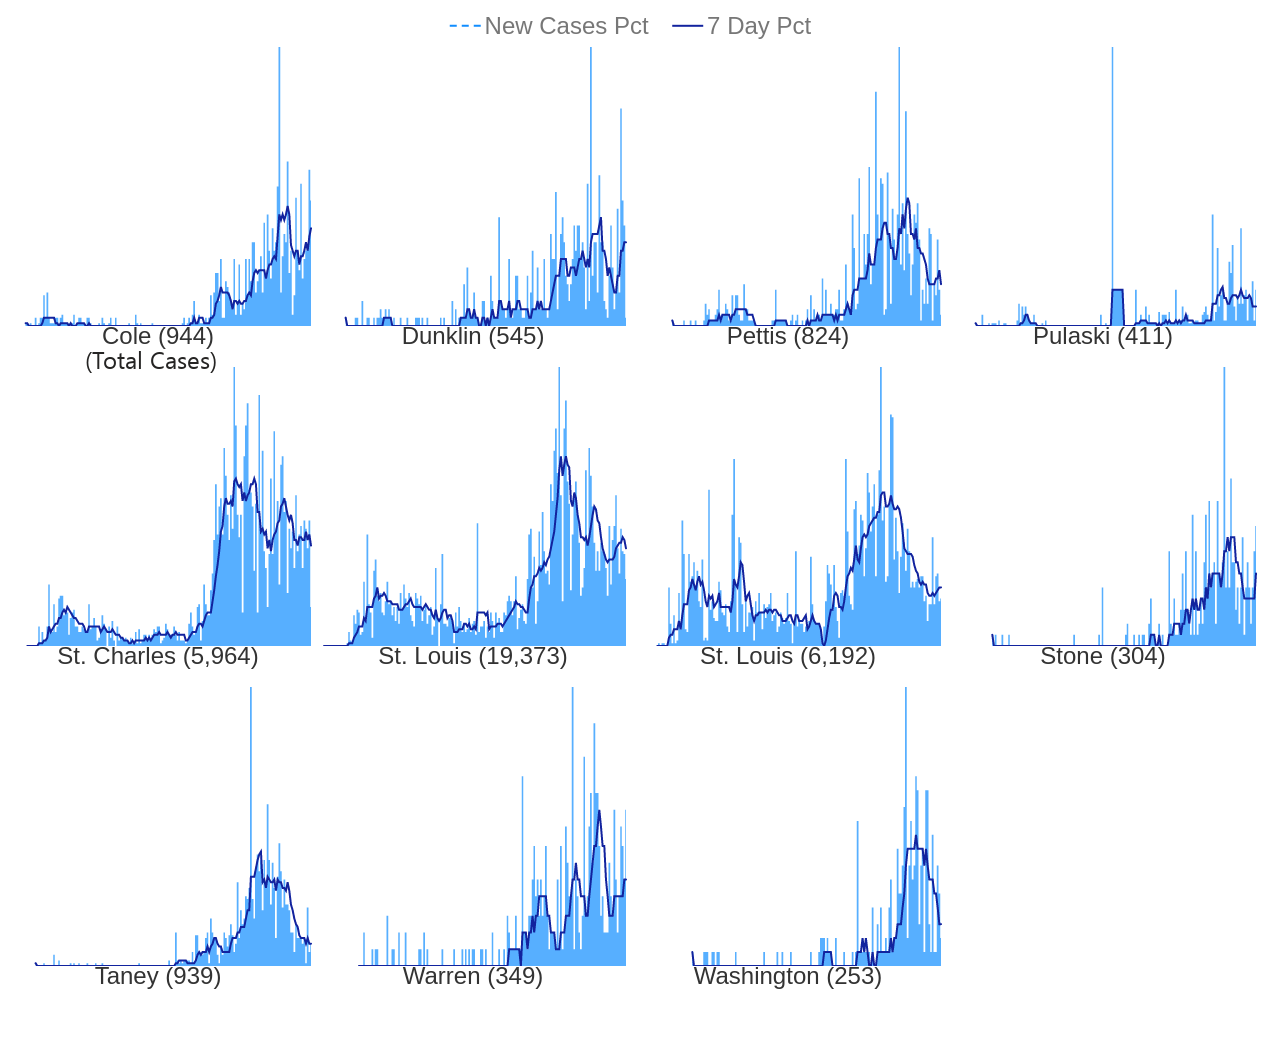 New Cases Pct 7 Day Pct
Cole (944)
(Total Cases)
Dunklin (545)
Pettis (824)
Pulaski (411)
St. Charles (5,964)
St. Louis (19,373)
St. Louis (6,192)
Stone (304)
Taney (939)
Warren (349)
Washington (253)